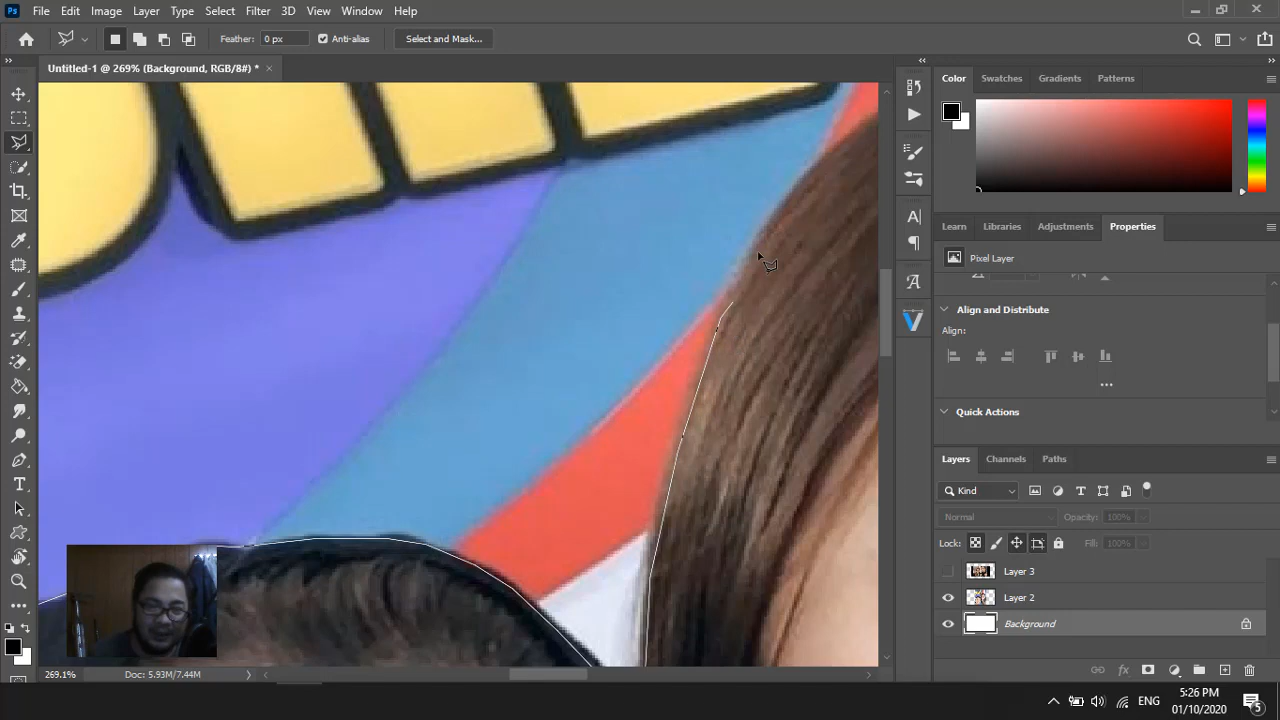 Ps File Edit Image Layer Type Select Filter 3D View Window Help
Feather: 0 px Anti-alias Select and Mask...
Untitled-1 @ 269% (Background, RGB/8#) *
Color Swatches Gradients Patterns
Learn Libraries Adjustments Properties
Pixel Layer
Align and Distribute
Align:
Quick Actions
Layers Channels Paths
Kind
Normal Opacity: 100%
Lock: Fill: 100%
Layer 3
Layer 2
Background
269.1% Doc: 5.93M/7.44M
ENG 5:26 PM
01/10/2020 5